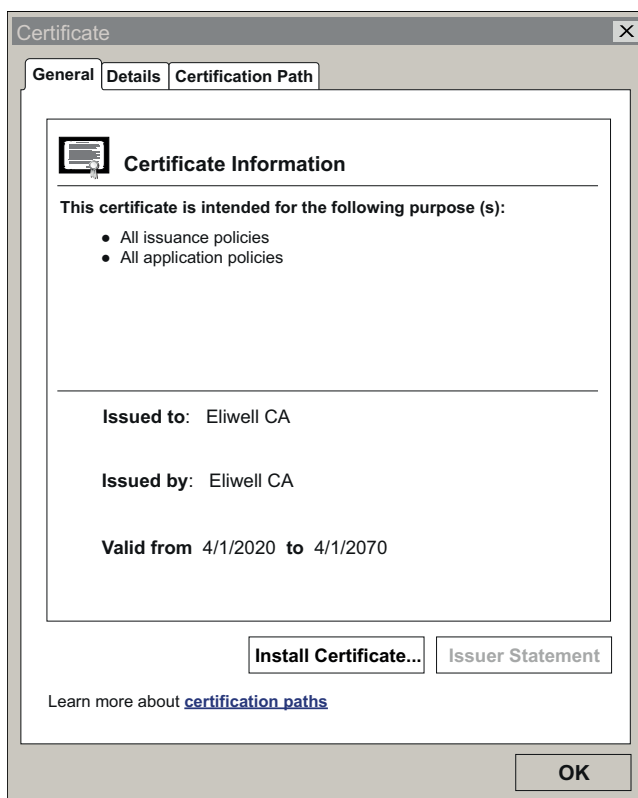 Certificate
General Details Certification Path
Certificate Information
This certificate is intended for the following purpose (s):
● All issuance policies
● All application policies
Issued to: Eliwell CA
Issued by: Eliwell CA
Valid from 4/1/2020 to 4/1/2070
Install Certificate... Issuer Statement
Learn more about certification paths
OK